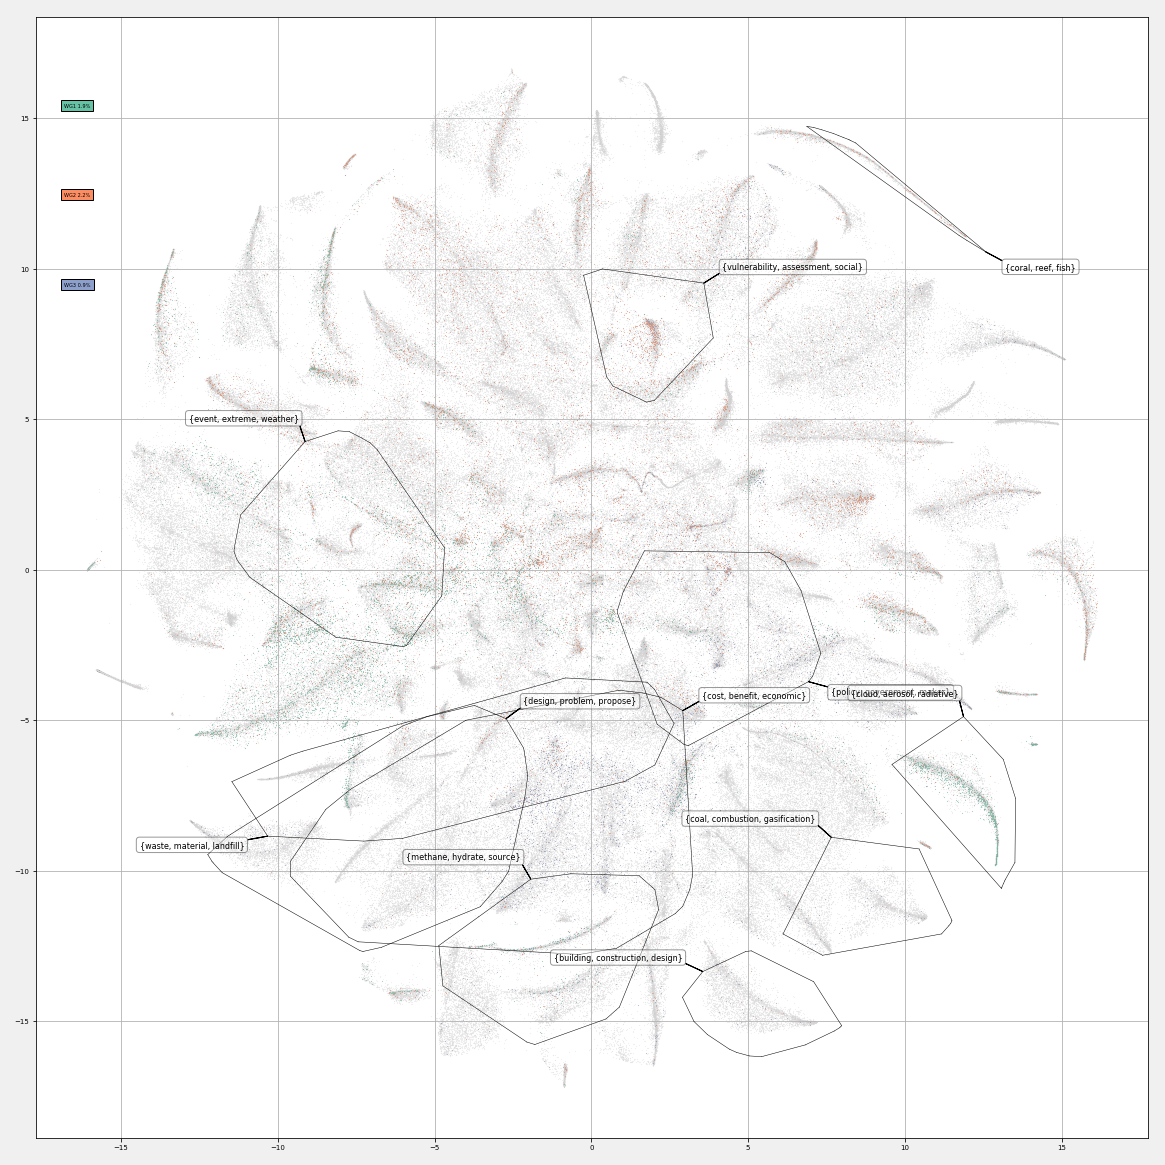 WG1 1.9%
WG2 2.2%
WG3 0.9%
{coral, reef, fish}
{vulnerability, assessment, social}
{event, extreme, weather}
{cloud, aerosol, radiative}
{cost, benefit, economic}
{design, problem, propose}
{coal, combustion, gasification}
{waste, material, landfill}
{methane, hydrate, source}
{building, construction, design}
15
10
5
0
−5
−10
−15
−15
−10
−5
0
5
10
15